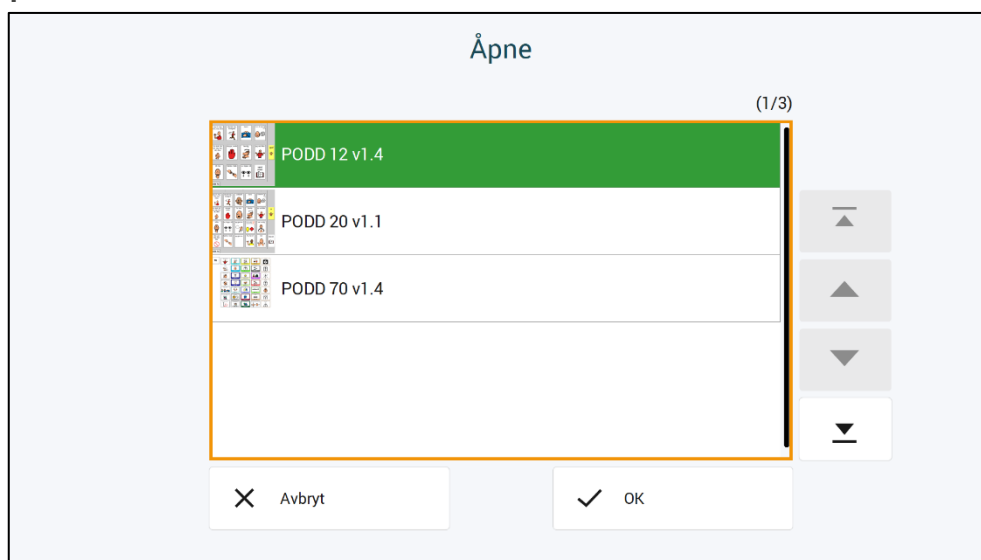 Åpne
(1/3)
PODD 12 v1.4
PODD 20 v1.1
PODD 70 v1.4
Avbryt
OK